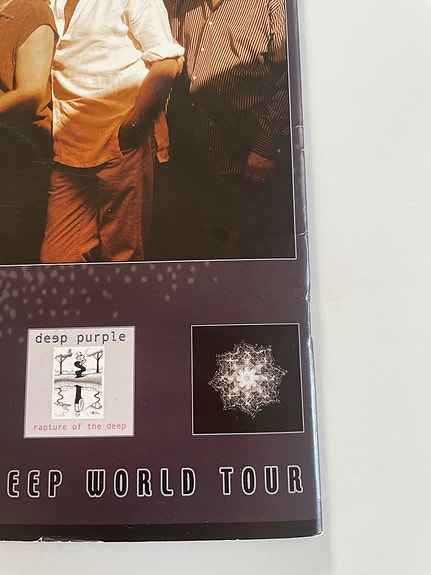 deep purple
rapture of the deep
EEP WORLD TOUR